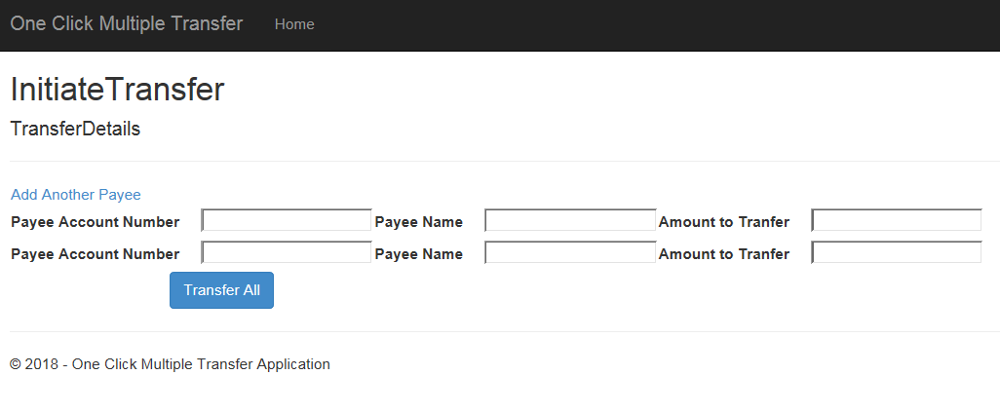 One Click Multiple Transfer Home
InitiateTransfer
TransferDetails
Add Another Payee
Payee Account Number Payee Name Amount to Tranfer
Payee Account Number Payee Name Amount to Tranfer
Transfer All
© 2018 - One Click Multiple Transfer Application